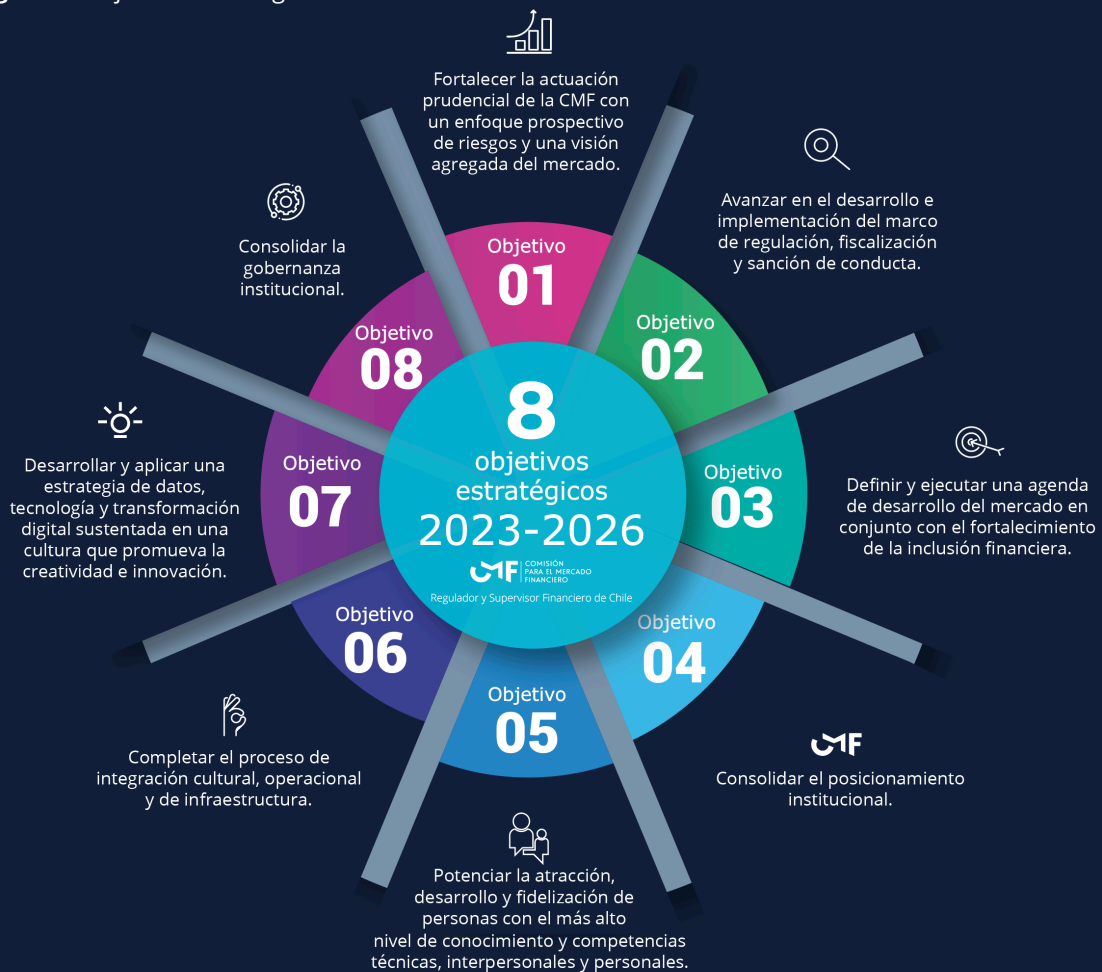 Fortalecer la actuación
prudencial de la CMF con
un enfoque prospectivo
de riesgos y una visión
agregada del mercado.
Objetivo
01
Avanzar en el desarrollo e
implementación del marco
de regulación, fiscalización
y sanción de conducta.
Objetivo
02
Definir y ejecutar una agenda
de desarrollo del mercado en
conjunto con el fortalecimiento
de la inclusión financiera.
Objetivo
03
CMF
Consolidar el posicionamiento
institucional.
Objetivo
04
Potenciar la atracción,
desarrollo y fidelización de
personas con el más alto
nivel de conocimiento y competencias
técnicas, interpersonales y personales.
Objetivo
05
Completar el proceso de
integración cultural, operacional
y de infraestructura.
Objetivo
06
Desarrollar y aplicar una
estrategia de datos,
tecnología y transformación
digital sustentada en una
cultura que promueva la
creatividad e innovación.
Objetivo
07
Consolidar la
gobernanza
institucional.
Objetivo
08
8
objetivos
estratégicos
2023-2026
CMF
COMISIÓN
PARA EL MERCADO
FINANCIERO
Regulador y Supervisor Financiero de Chile